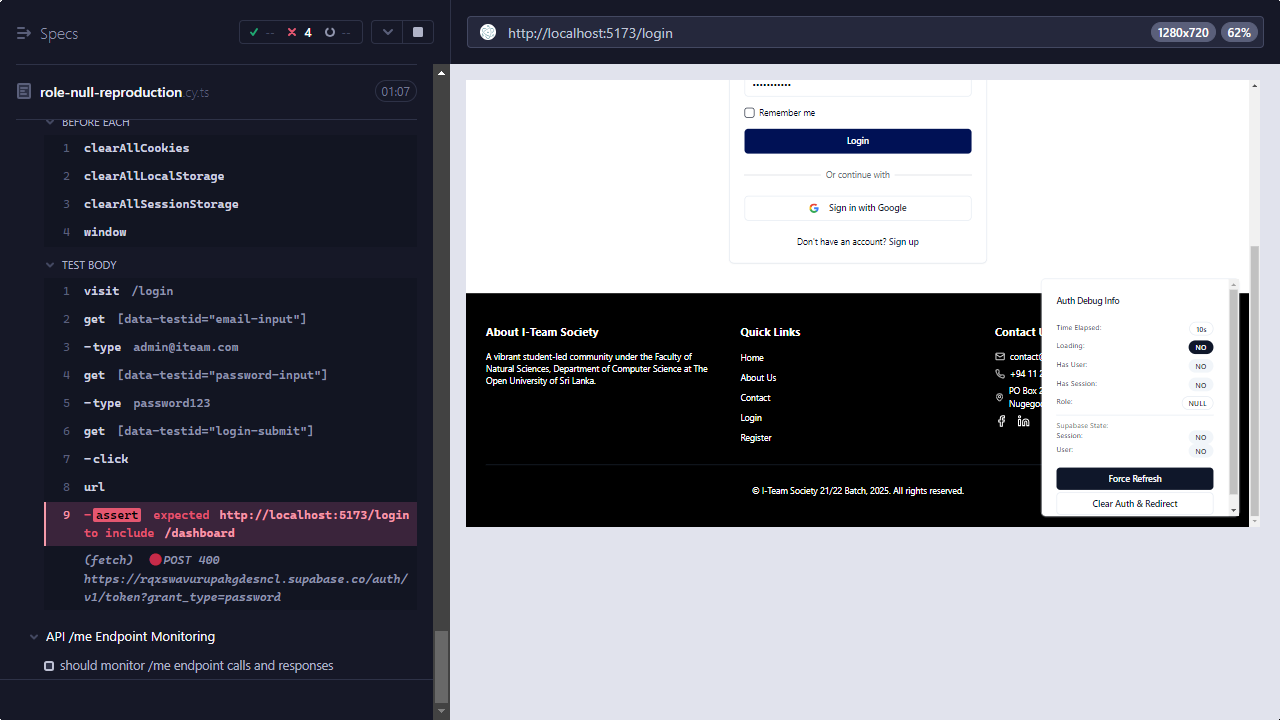 Specs
-- 4 --
role-null-reproduction.cy.ts 01:07
BEFORE EACH
1 clearAllCookies
2 clearAllLocalStorage
3 clearAllSessionStorage
4 window
TEST BODY
1 visit /login
2 get [data-testid="email-input"]
3 -type admin@iteam.com
4 get [data-testid="password-input"]
5 -type password123
6 get [data-testid="login-submit"]
7 -click
8 url
9 -assert expected http://localhost:5173/login
to include /dashboard
(fetch) POST 400
https://rqxswavurupakgdesncl.supabase.co/auth/
v1/token?grant_type=password
API /me Endpoint Monitoring
should monitor /me endpoint calls and responses
http://localhost:5173/login 1280x720 62%
•••••••••••
Remember me
Login
Or continue with
Sign in with Google
Don't have an account? Sign up
About I-Team Society
A vibrant student-led community under the Faculty of
Natural Sciences, Department of Computer Science at The
Open University of Sri Lanka.
Quick Links
Home
About Us
Contact
Login
Register
Contact
contact@
+94 11 2
PO Box 2
Nugego
© I-Team Society 21/22 Batch, 2025. All rights reserved.
Auth Debug Info
Time Elapsed: 10s
Loading: NO
Has User: NO
Has Session: NO
Role: NULL
Supabase State:
Session: NO
User: NO
Force Refresh
Clear Auth & Redirect